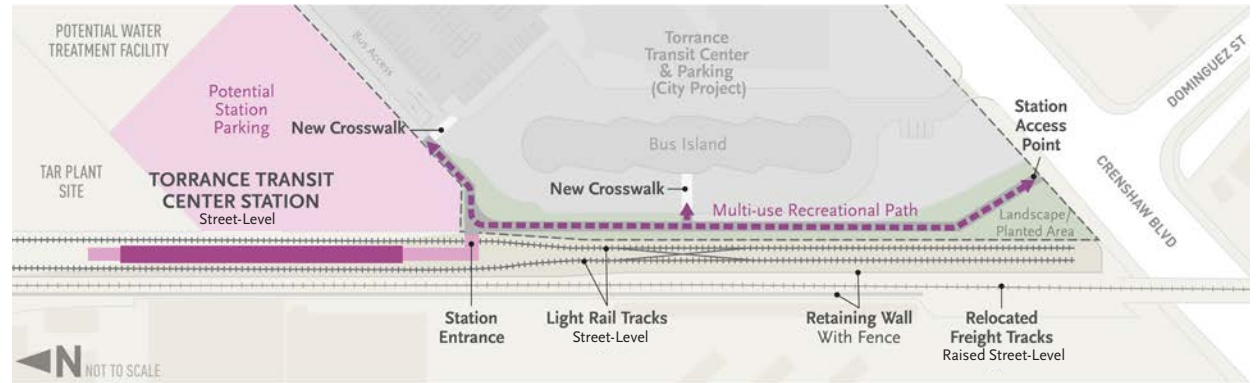 POTENTIAL WATER
TREATMENT FACILITY
Potential
Station
Parking
Bus Access
New Crosswalk
Torrance
Transit Center
& Parking
(City Project)
Bus Island
Station
Access
Point
DOMINGUEZ ST
CRENSHAW BLVD
TAR PLANT
SITE
TORRANCE TRANSIT
CENTER STATION
Street-Level
New Crosswalk
Multi-use Recreational Path
Landscape/
Planted Area
Station
Entrance
Light Rail Tracks
Street-Level
Retaining Wall
With Fence
Relocated
Freight Tracks
Raised Street-Level
N
NOT TO SCALE